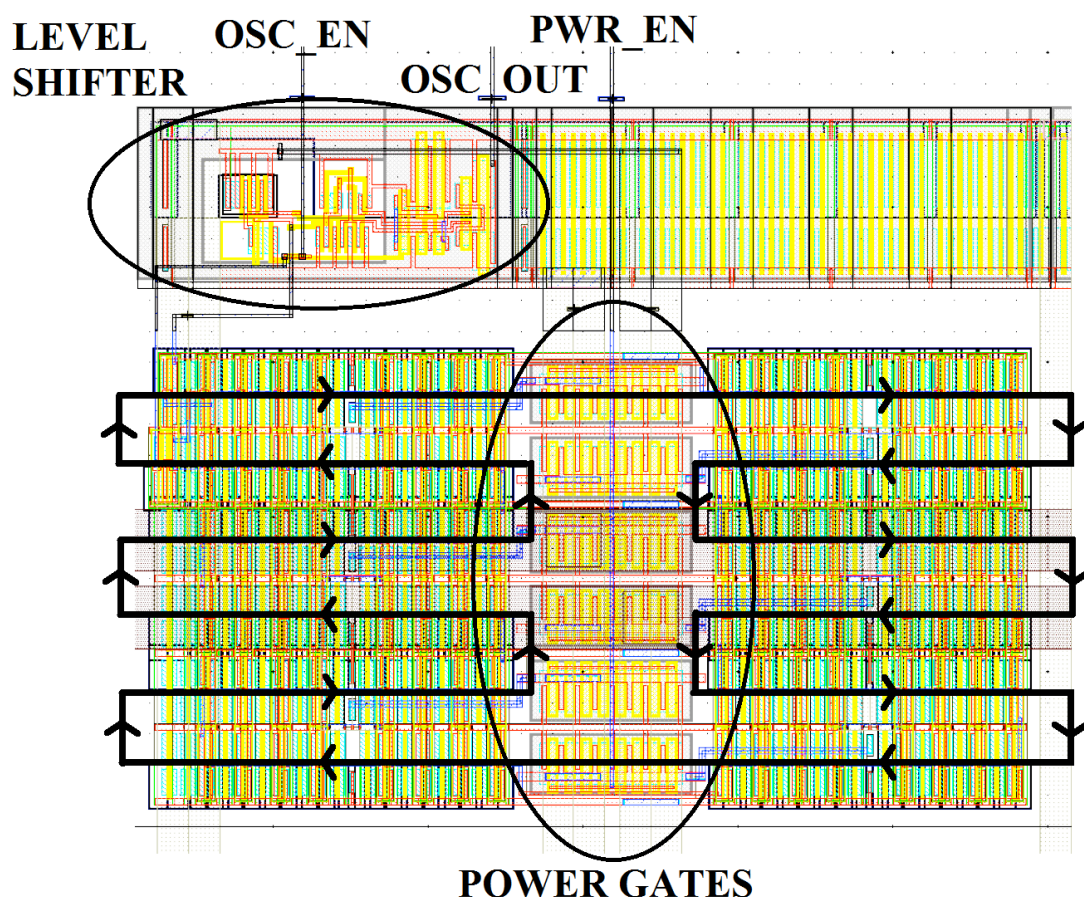 LEVEL
SHIFTER
OSC_EN
OSC_OUT
PWR_EN
POWER GATES